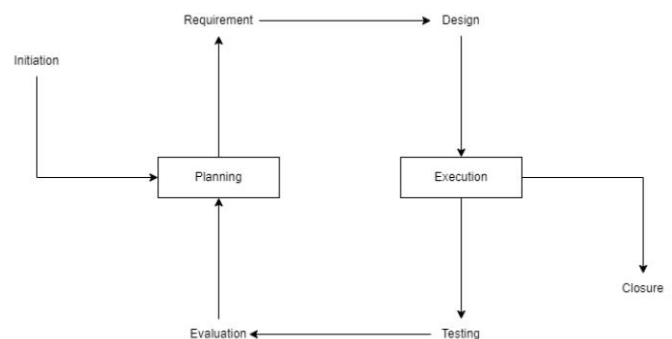 Requirement
Design
Initiation
Planning
Execution
Closure
Evaluation
Testing